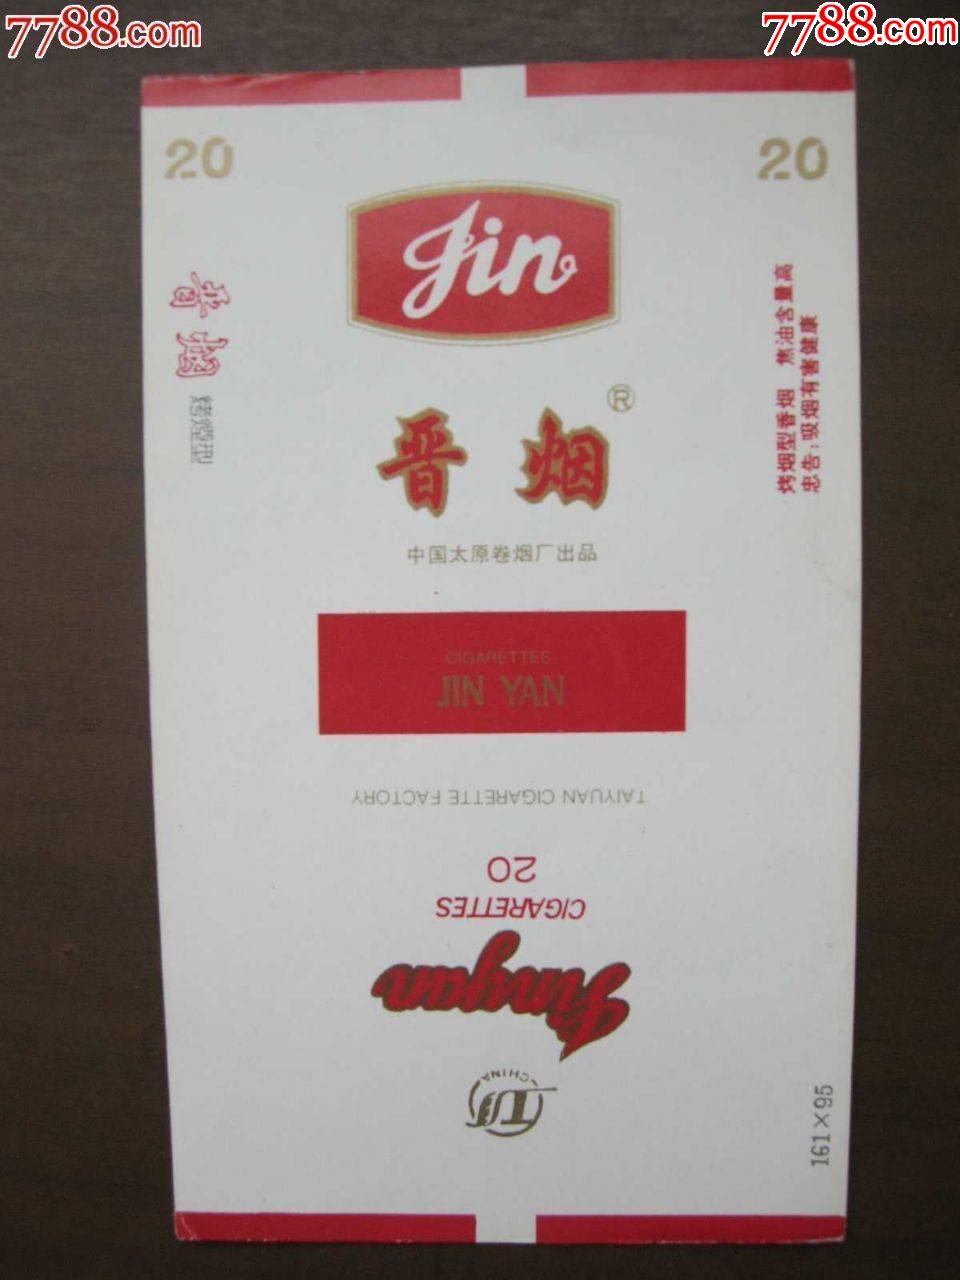 7788.com
7788.com
20
20
Jin
晋烟
烤烟型
晋烟®
中国太原卷烟厂出品
烤烟型香烟 焦油含量高
忠告：吸烟有害健康
CIGARETTES
JIN YAN
TAIYUAN CIGARETTE FACTORY
20
CIGARETTES
Jinyan
CHINA
161×95